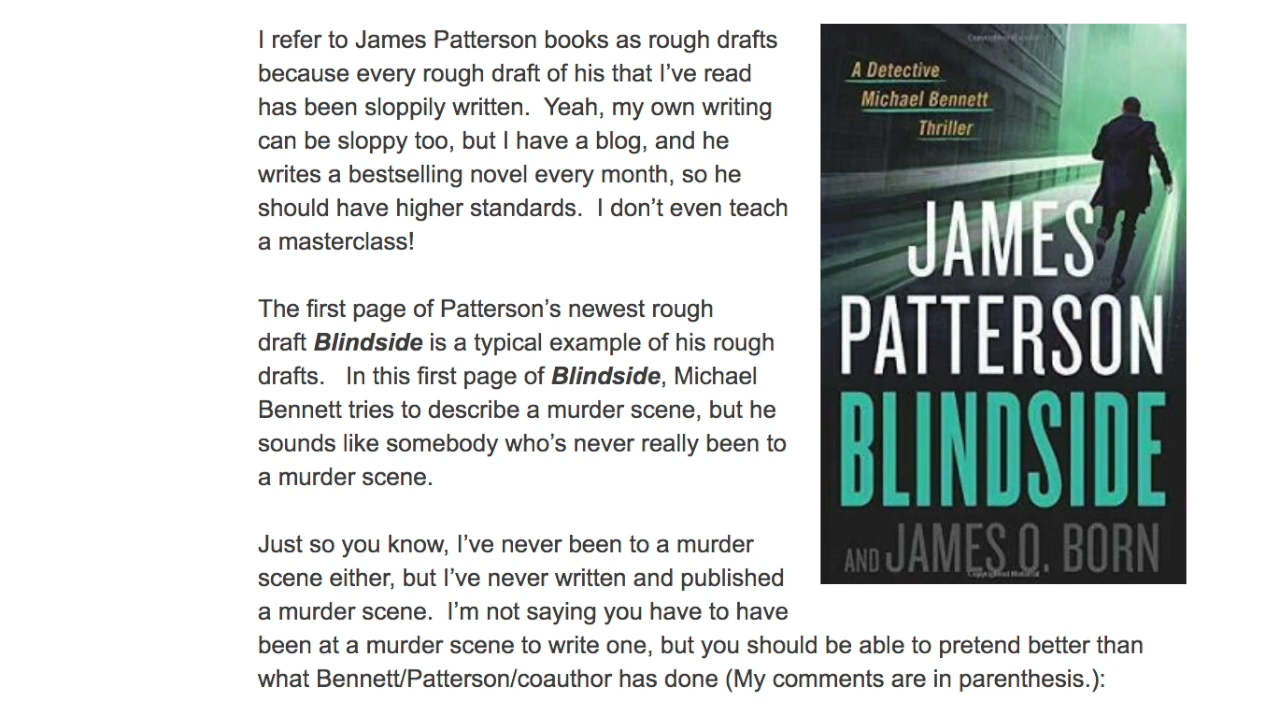 I refer to James Patterson books as rough drafts
because every rough draft of his that I’ve read
has been sloppily written.  Yeah, my own writing
can be sloppy too, but I have a blog, and he
writes a bestselling novel every month, so he
should have higher standards.  I don’t even teach
a masterclass!
The first page of Patterson’s newest rough
draft Blindside is a typical example of his rough
drafts.   In this first page of Blindside, Michael
Bennett tries to describe a murder scene, but he
sounds like somebody who’s never really been to
a murder scene.
Just so you know, I’ve never been to a murder
scene either, but I’ve never written and published
a murder scene.  I’m not saying you have to have
been at a murder scene to write one, but you should be able to pretend better than
what Bennett/Patterson/coauthor has done (My comments are in parenthesis.):
Copyrighted Material
A Detective
Michael Bennett
Thriller
JAMES
PATTERSON
BLINDSIDE
AND JAMES O. BORN
Copyrighted Material